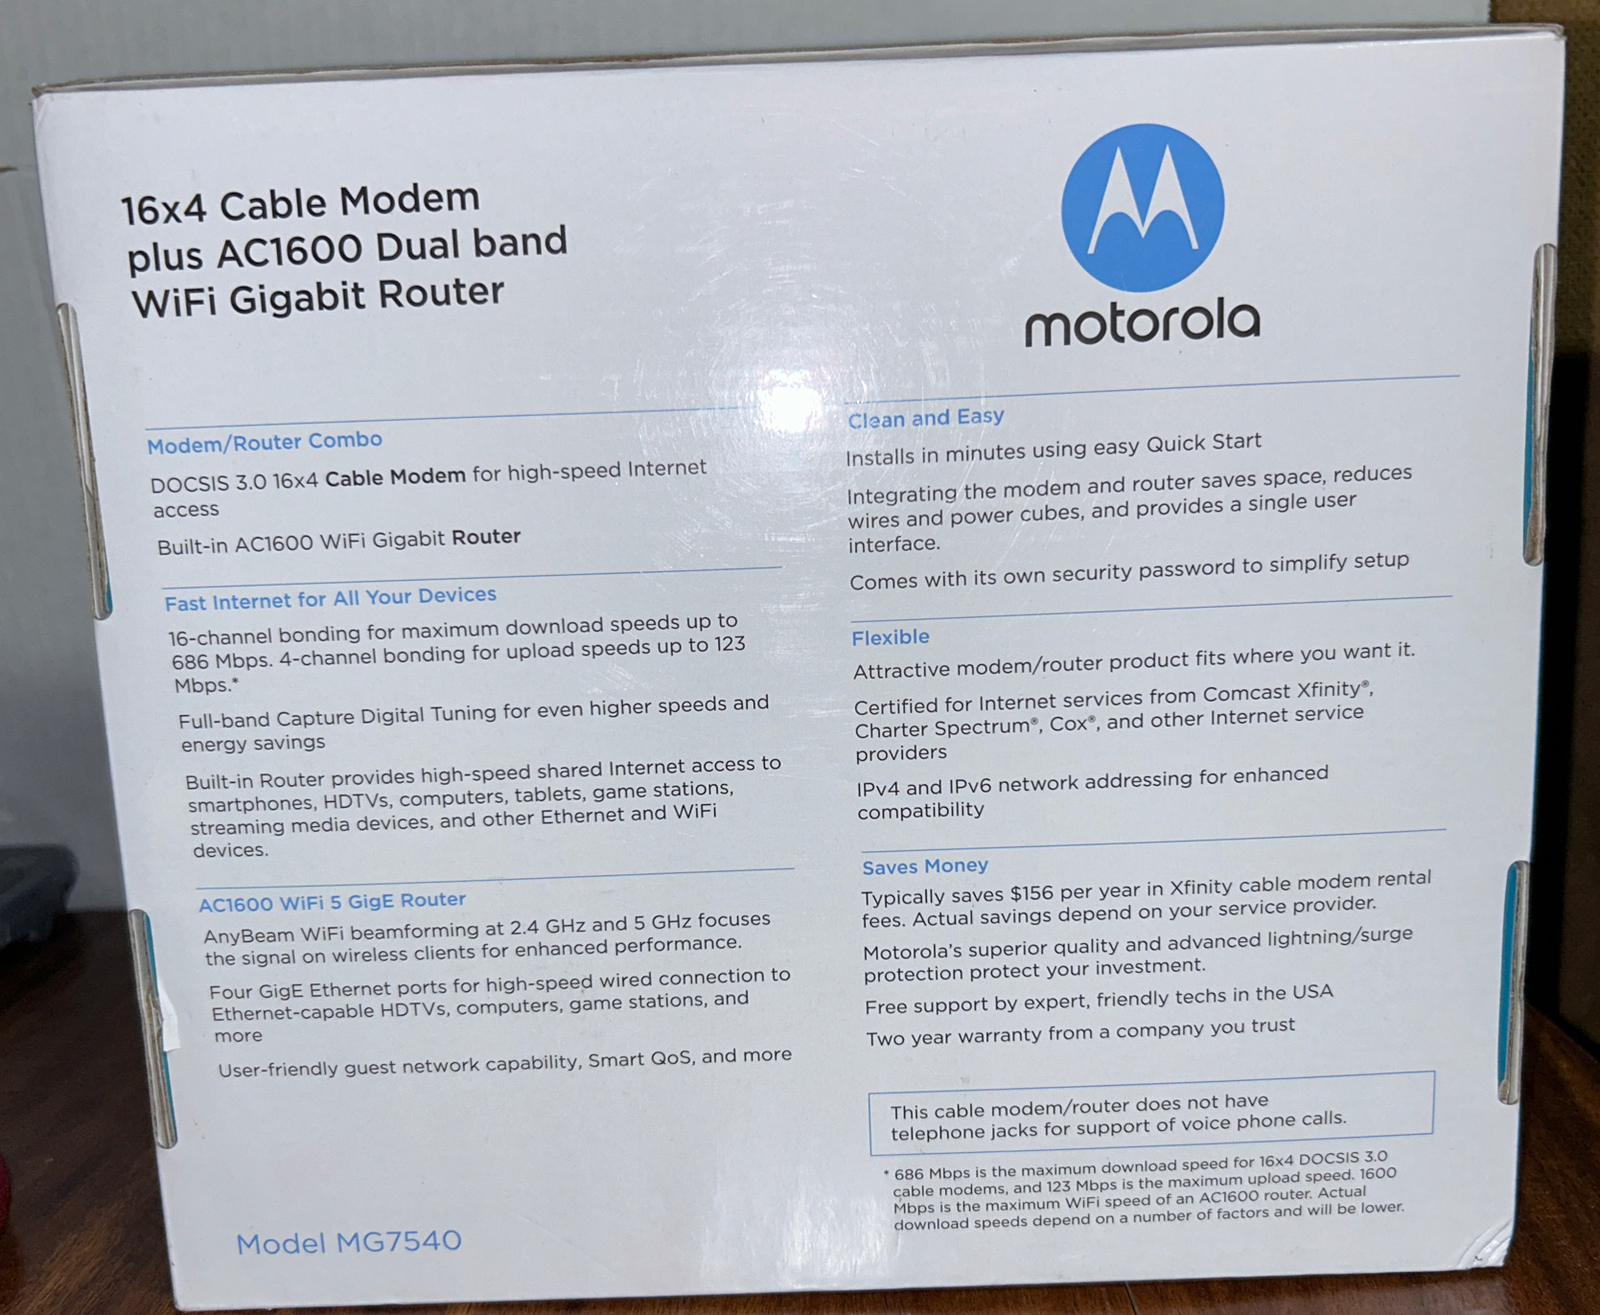 16x4 Cable Modem
plus AC1600 Dual band
WiFi Gigabit Router
motorola
Modem/Router Combo
DOCSIS 3.0 16x4 Cable Modem for high-speed Internet
access
Built-in AC1600 WiFi Gigabit Router
Fast Internet for All Your Devices
16-channel bonding for maximum download speeds up to
686 Mbps. 4-channel bonding for upload speeds up to 123
Mbps.*
Full-band Capture Digital Tuning for even higher speeds and
energy savings
Built-in Router provides high-speed shared Internet access to
smartphones, HDTVs, computers, tablets, game stations,
streaming media devices, and other Ethernet and WiFi
devices.
AC1600 WiFi 5 GigE Router
AnyBeam WiFi beamforming at 2.4 GHz and 5 GHz focuses
the signal on wireless clients for enhanced performance.
Four GigE Ethernet ports for high-speed wired connection to
Ethernet-capable HDTVs, computers, game stations, and
more
User-friendly guest network capability, Smart QoS, and more
Clean and Easy
Installs in minutes using easy Quick Start
Integrating the modem and router saves space, reduces
wires and power cubes, and provides a single user
interface.
Comes with its own security password to simplify setup
Flexible
Attractive modem/router product fits where you want it.
Certified for Internet services from Comcast Xfinity®,
Charter Spectrum®, Cox®, and other Internet service
providers
IPv4 and IPv6 network addressing for enhanced
compatibility
Saves Money
Typically saves $156 per year in Xfinity cable modem rental
fees. Actual savings depend on your service provider.
Motorola's superior quality and advanced lightning/surge
protection protect your investment.
Free support by expert, friendly techs in the USA
Two year warranty from a company you trust
This cable modem/router does not have
telephone jacks for support of voice phone calls.
* 686 Mbps is the maximum download speed for 16x4 DOCSIS 3.0
cable modems, and 123 Mbps is the maximum upload speed. 1600
Mbps is the maximum WiFi speed of an AC1600 router. Actual
download speeds depend on a number of factors and will be lower.
Model MG7540